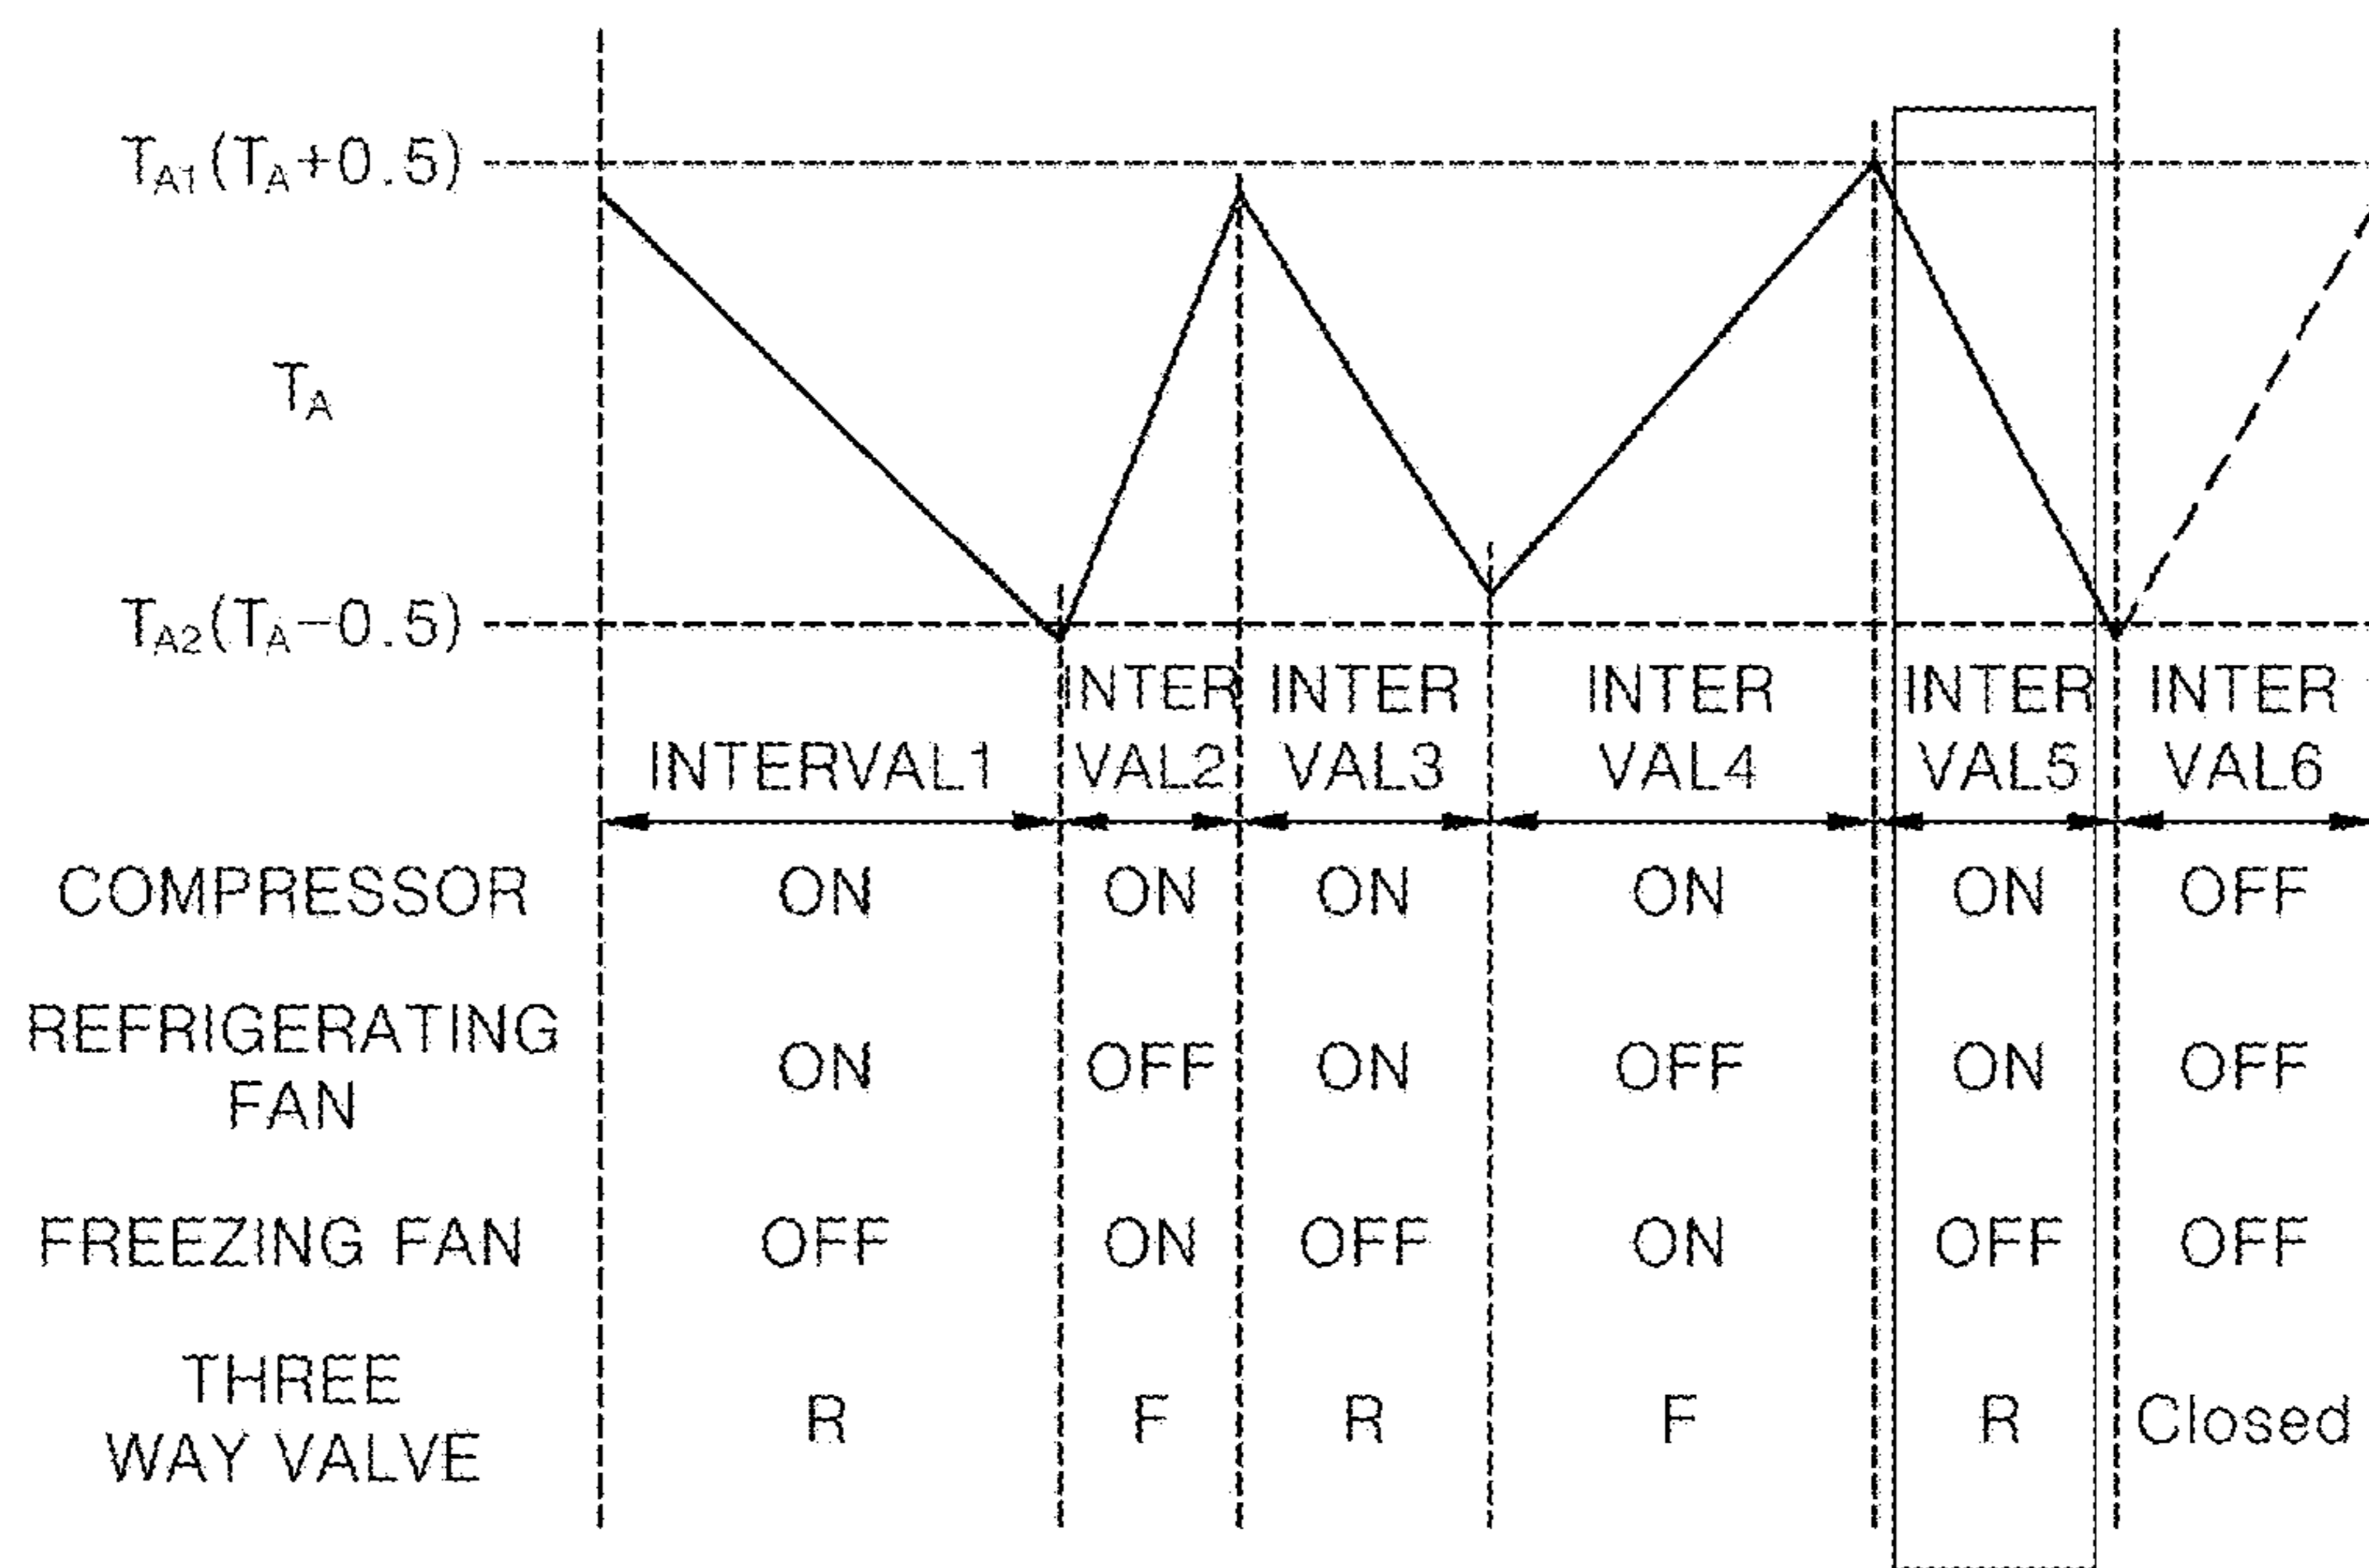 TA1(TA+0.5)
TA
TA2(TA-0.5)
INTERVAL1
INTER
VAL2
INTER
VAL3
INTER
VAL4
INTER
VAL5
INTER
VAL6
COMPRESSOR ON ON ON ON ON OFF
REFRIGERATING
FAN ON OFF ON OFF ON OFF
FREEZING FAN OFF ON OFF ON OFF OFF
THREE
WAY VALVE R F R F R Closed